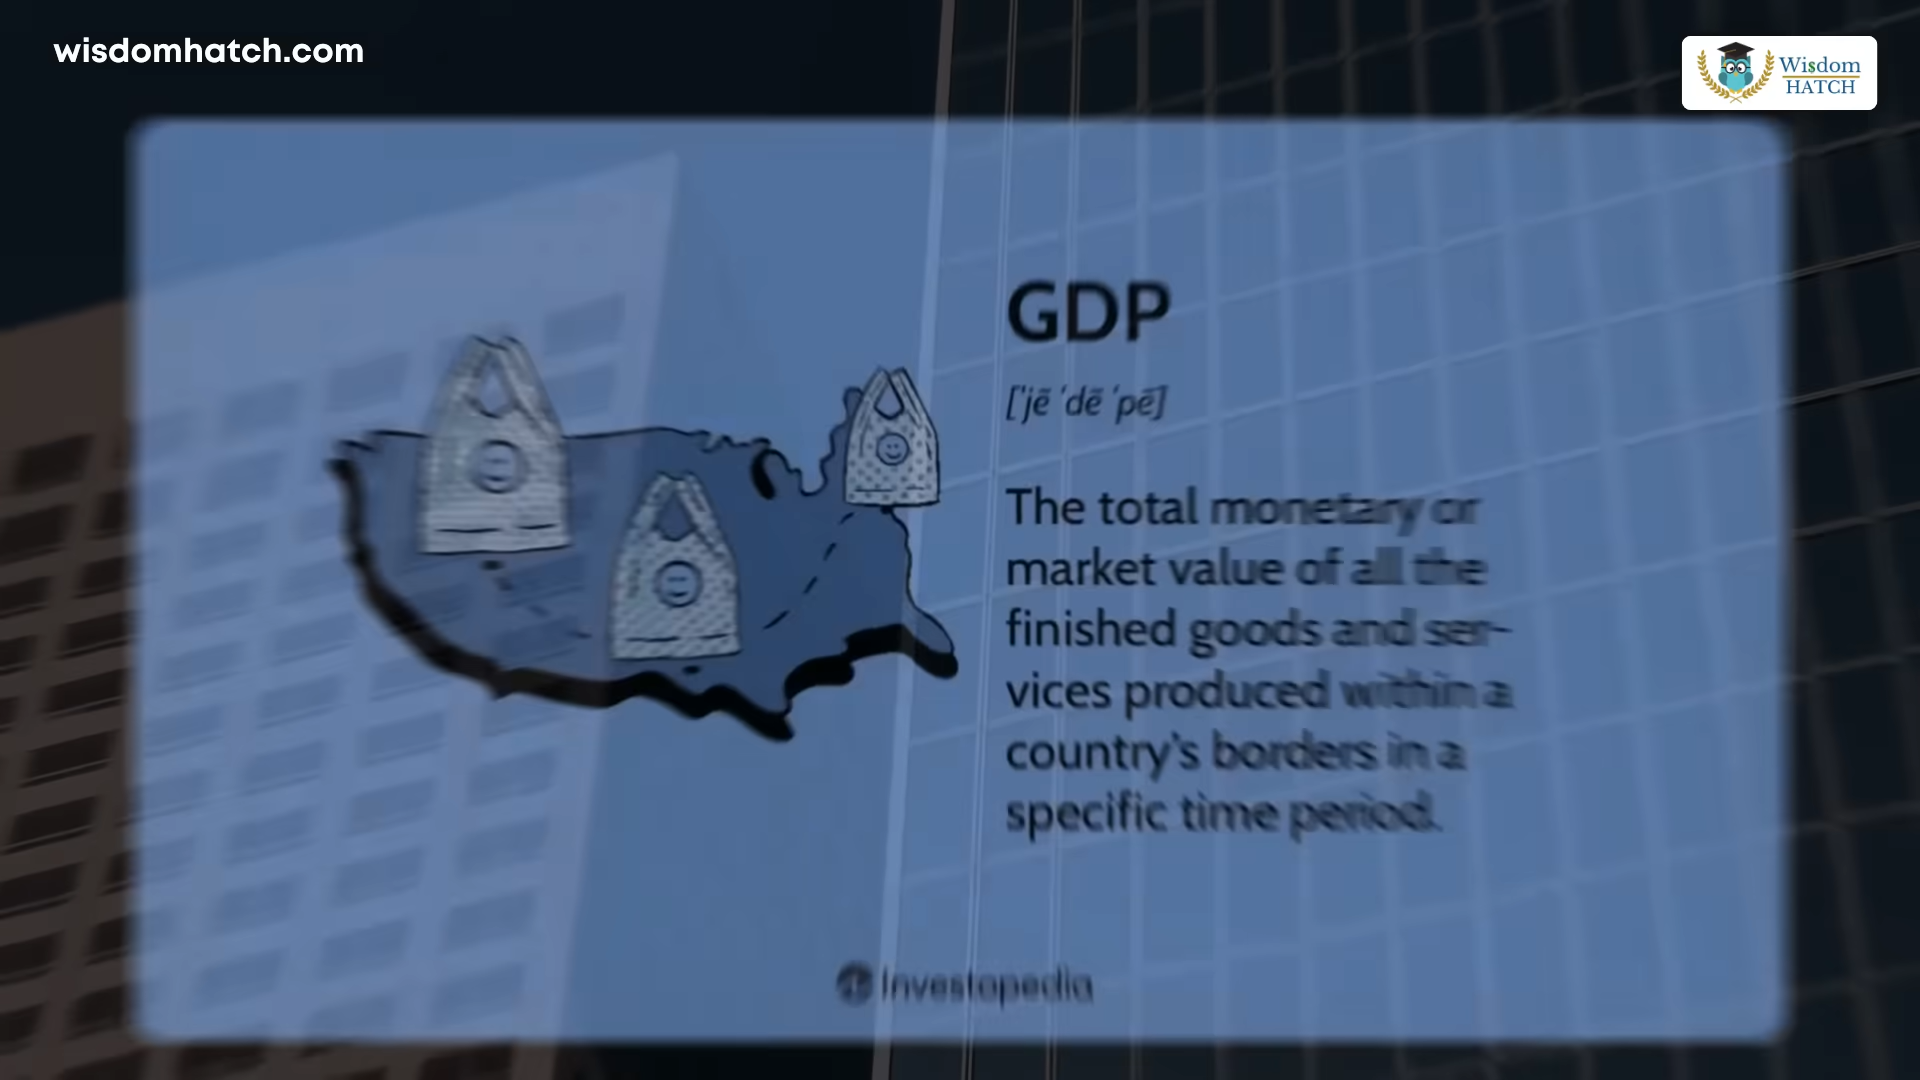 wisdomhatch.com
Wisdom
HATCH
GDP
['jē 'dē 'pē]
The total monetary or
market value of all the
finished goods and ser-
vices produced within a
country's borders in a
specific time period.
Investopedia